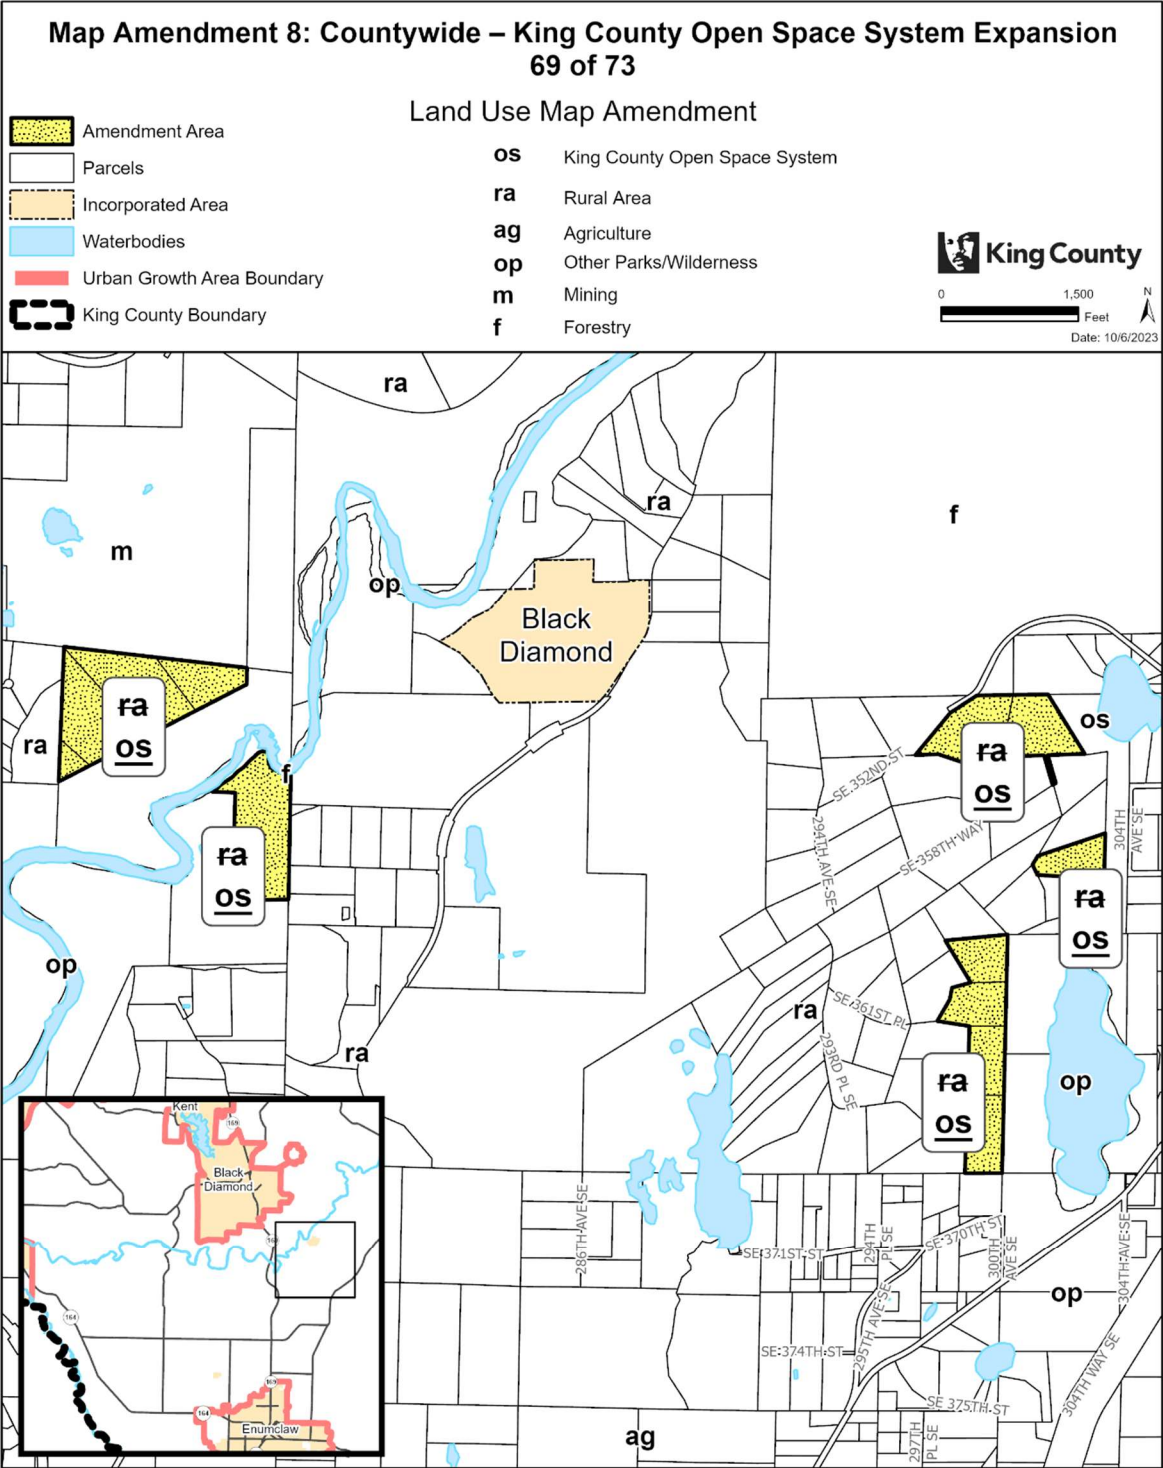 Map Amendment 8: Countywide – King County Open Space System Expansion
69 of 73
Land Use Map Amendment
Amendment Area
Parcels
Incorporated Area
Waterbodies
Urban Growth Area Boundary
King County Boundary
os King County Open Space System
ra Rural Area
ag Agriculture
op Other Parks/Wilderness
m Mining
f Forestry
King County
0 1,500
Feet
N
Date: 10/6/2023
ra
ra
f
m
op
Black
Diamond
ra
os
ra
f
ra
os
os
ra
os
SE 352ND ST
294TH AVE SE
SE 358TH WAY
304TH
AVE SE
ra
os
op
ra
SE 361ST PL
293RD PL SE
ra
ra
os
op
286TH AVE SE
SE 371ST ST
294TH
PL SE
SE 370TH ST
300TH
AVE SE
304TH AVE SE
op
295TH AVE SE
SE 374TH ST
304TH WAY SE
SE 375TH ST
297TH
PL SE
ag
Kent
169
Black
Diamond
169
164
169
164
Enumclaw